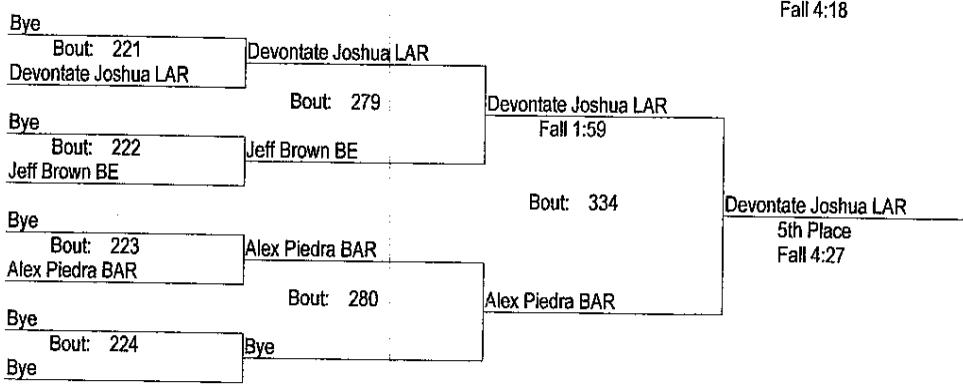 Fall 4:18
Bye
Bout: 221
Devontate Joshua LAR
Devontate Joshua LAR
Bout: 279
Devontate Joshua LAR
Fall 1:59
Bye
Bout: 222
Jeff Brown BE
Jeff Brown BE
Bout: 334
Devontate Joshua LAR
5th Place
Fall 4:27
Bye
Bout: 223
Alex Piedra BAR
Alex Piedra BAR
Bout: 280
Alex Piedra BAR
Bye
Bout: 224
Bye
Bye